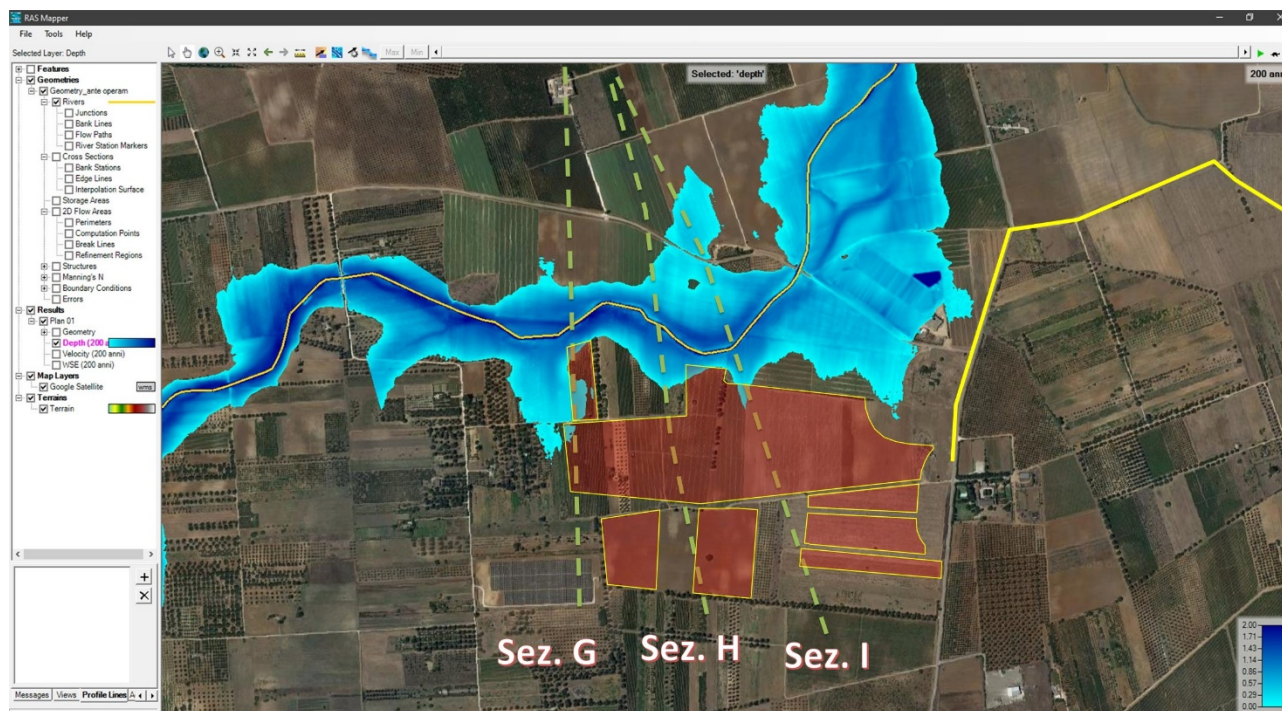 RAS Mapper
File Tools Help
Selected Layer: Depth
Max Min
Features
Geometries
Geometry_ante operam
Rivers
Junctions
Bank Lines
Flow Paths
River Station Markers
Cross Sections
Bank Stations
Edge Lines
Interpolation Surface
Storage Areas
2D Flow Areas
Perimeters
Computation Points
Break Lines
Refinement Regions
Structures
Manning's N
Boundary Conditions
Errors
Results
Plan 01
Geometry
Depth (200 a
Velocity (200 anni)
WSE (200 anni)
Map Layers
Google Satellite wms
Terrains
Terrain
Messages Views Profile Lines A
Selected: 'depth'
200 ann
Sez. G
Sez. H
Sez. I
2.00
1.71
1.43
1.14
0.86
0.57
0.29
0.00